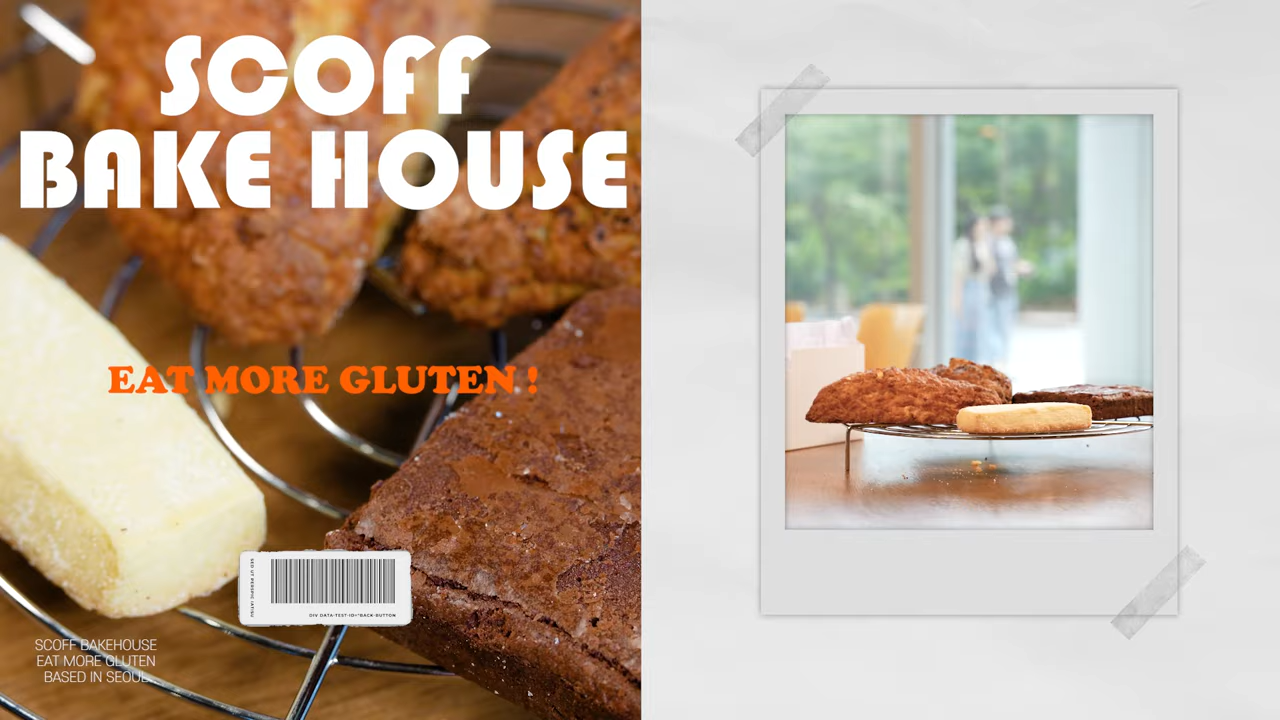 SCOFF
BAKE HOUSE
EAT MORE GLUTEN !
DIV DATA-TEST-ID="BACK-BUTTON
SCOFF BAKEHOUSE
EAT MORE GLUTEN
BASED IN SEOUL